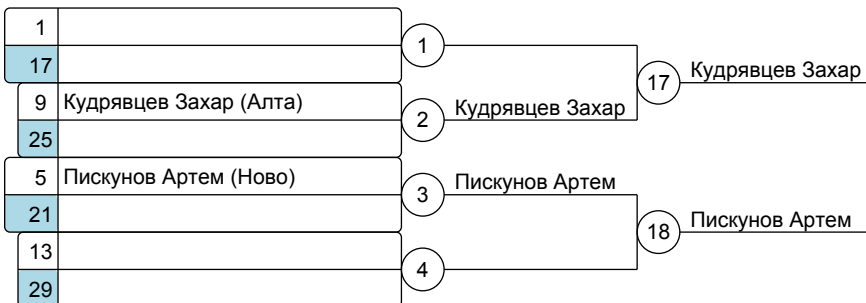 1
1
17
17 Кудрявцев Захар
9 Кудрявцев Захар (Алта)
2 Кудрявцев Захар
25
5 Пискунов Артем (Ново)
3 Пискунов Артем
21
18 Пискунов Артем
13
4
29